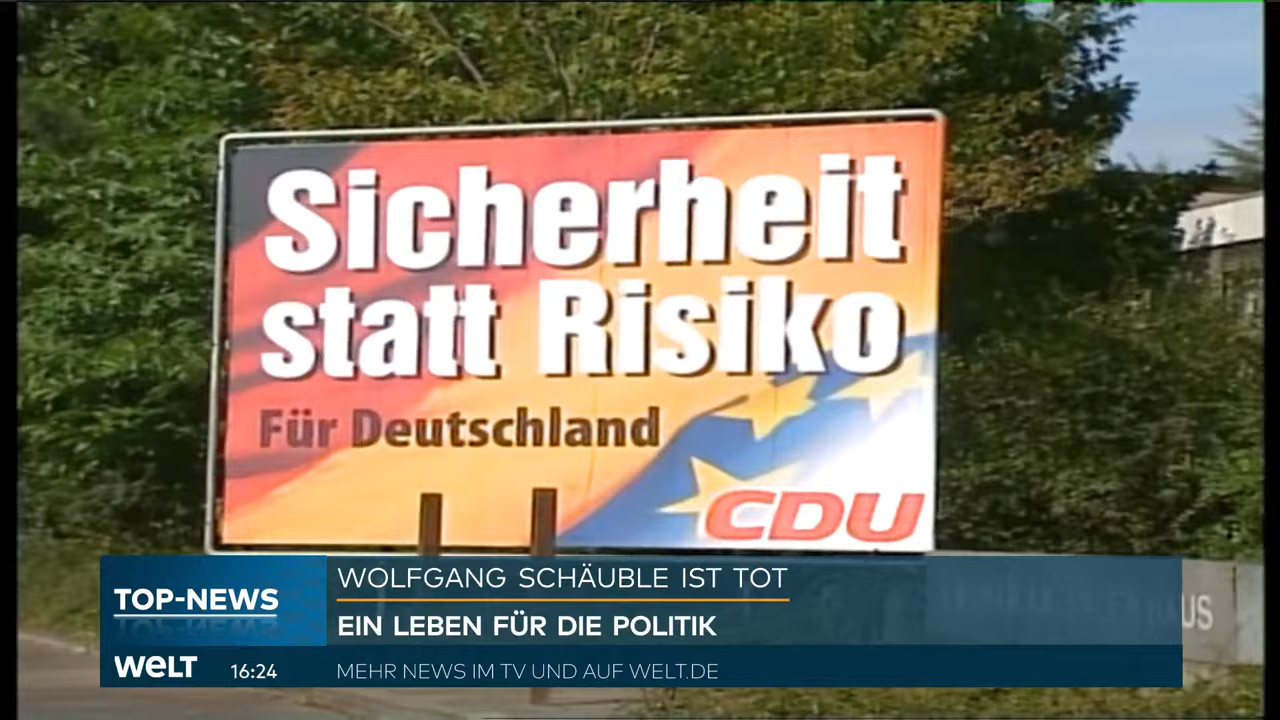 Sicherheit
statt Risiko
Für Deutschland
CDU
TOP-NEWS
WOLFGANG SCHÄUBLE IST TOT
EIN LEBEN FÜR DIE POLITIK
welt 16:24
MEHR NEWS IM TV UND AUF WELT.DE